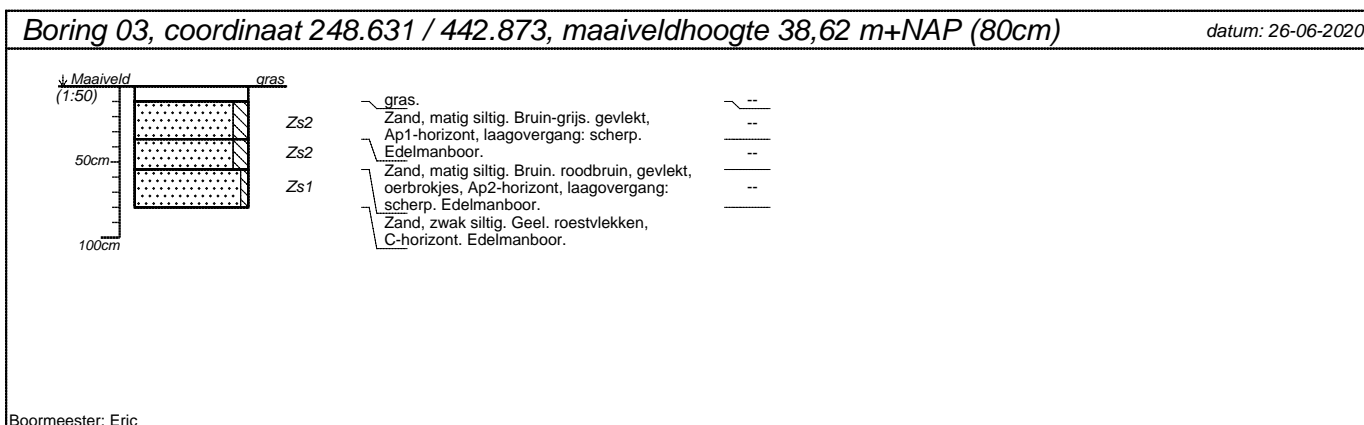 Boring 03, coordinaat 248.631 / 442.873, maaiveldhoogte 38,62 m+NAP (80cm)
datum: 26-06-2020
Maaiveld
gras
(1:50)
Zs2
Zs2
50cm
Zs1
100cm
gras.
Zand, matig siltig. Bruin-grijs. gevlekt,
Ap1-horizont, laagovergang: scherp.
Edelmanboor.
Zand, matig siltig. Bruin. roodbruin, gevlekt,
oerbrokjes, Ap2-horizont, laagovergang:
scherp. Edelmanboor.
Zand, zwak siltig. Geel. roestvlekken,
C-horizont. Edelmanboor.
--
--
--
--
Boormeester: Eric